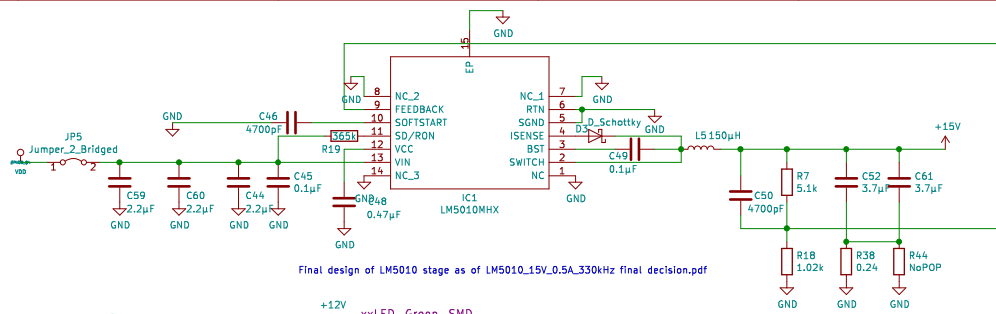 GND
15
EP
GND
8
NC_2
NC_1
7
GND
9
FEEDBACK
RTN
6
GND
C46
4700pF
10
SOFTSTART
SGND
5
GND
D3
D_Schottky
+15V
JP5
Jumper_2_Bridged
365k
R19
11
SD/RON
ISENSE
4
L5
150µH
12
VCC
BST
3
C49
0.1µF
VDD
1
2
13
VIN
SWITCH
2
14
NC_3
NC
1
C59
2.2µF
C60
2.2µF
C44
2.2µF
C45
0.1µF
GND
C48
0.47µF
IC1
LM5010MHX
GND
C50
4700pF
R7
5.1k
C52
3.7µF
C61
3.7µF
GND
GND
GND
GND
GND
R18
1.02k
R38
0.24
R44
NoPOP
Final design of LM5010 stage as of LM5010_15V_0.5A_330kHz final decision.pdf
GND
GND
GND
+12V